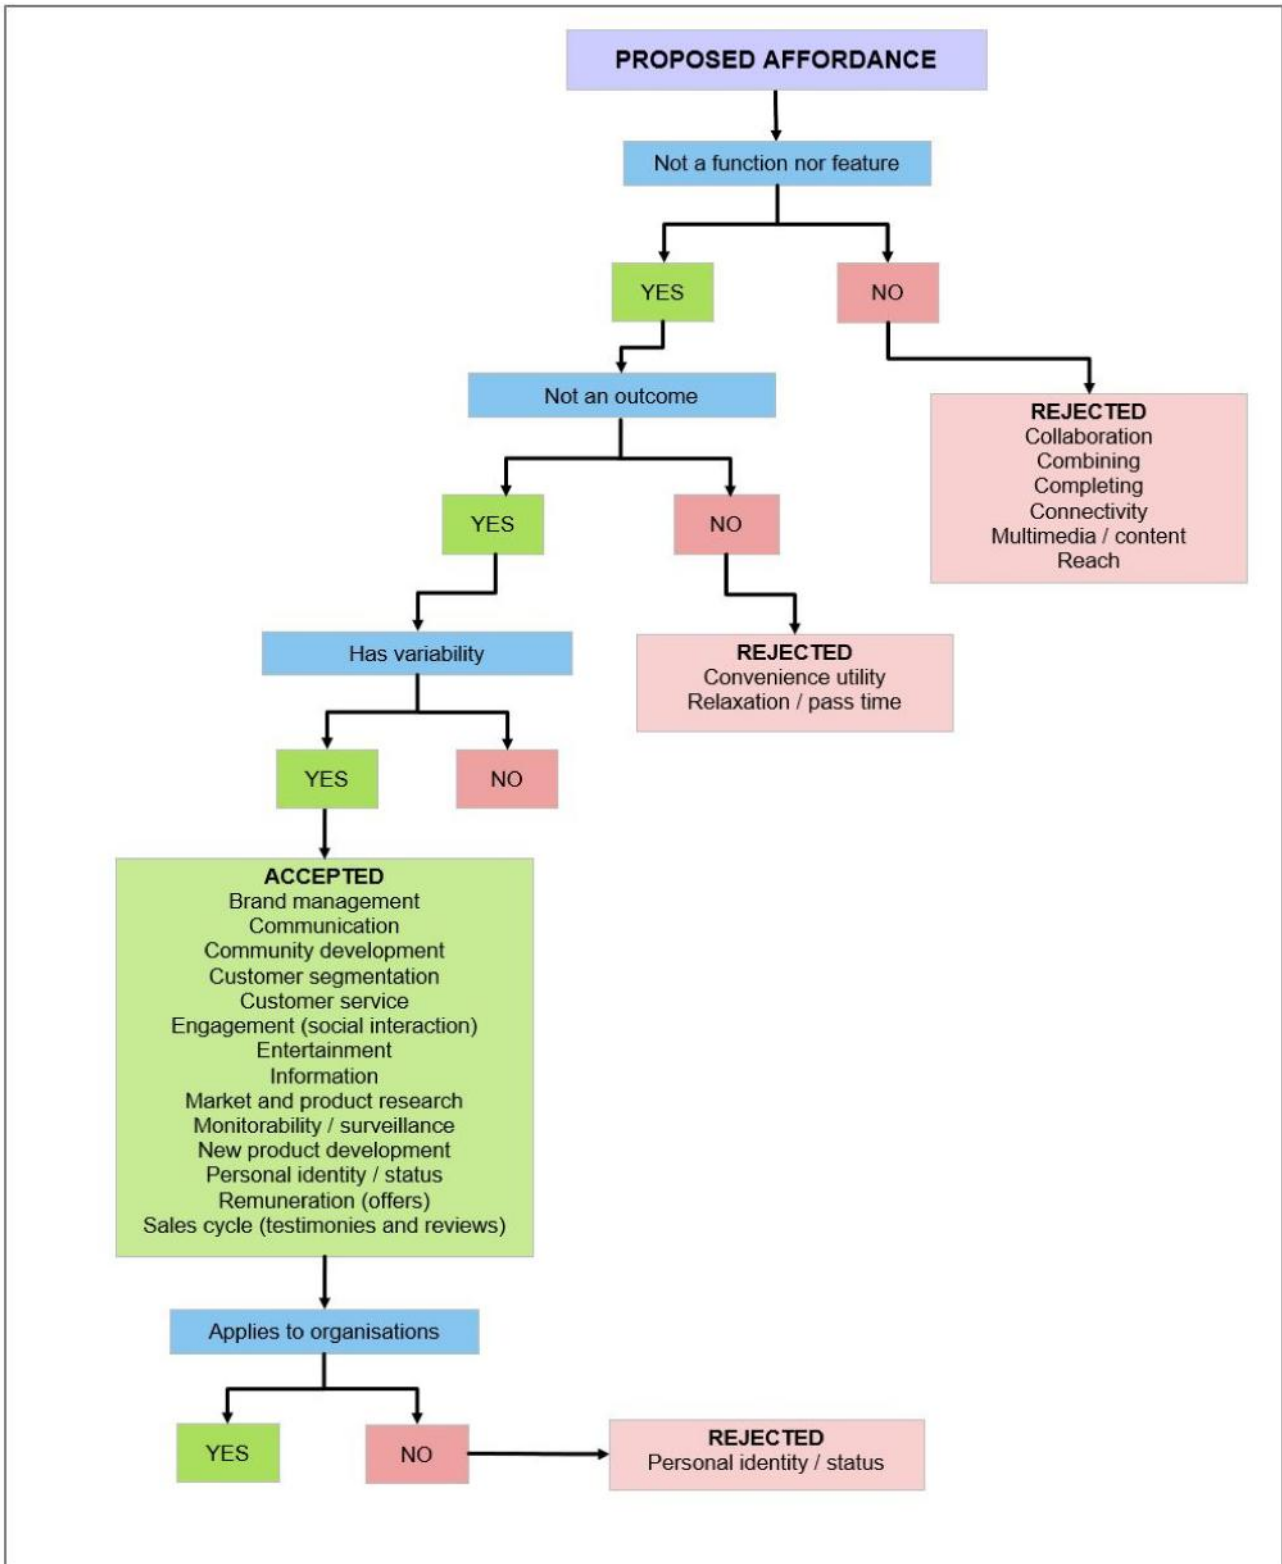 PROPOSED AFFORDANCE
Not a function nor feature
YES
NO
Not an outcome
REJECTED
Collaboration
Combining
Completing
Connectivity
Multimedia / content
Reach
YES
NO
Has variability
REJECTED
Convenience utility
Relaxation / pass time
YES
NO
ACCEPTED
Brand management
Communication
Community development
Customer segmentation
Customer service
Engagement (social interaction)
Entertainment
Information
Market and product research
Monitorability / surveillance
New product development
Personal identity / status
Remuneration (offers)
Sales cycle (testimonies and reviews)
Applies to organisations
YES
NO
REJECTED
Personal identity / status